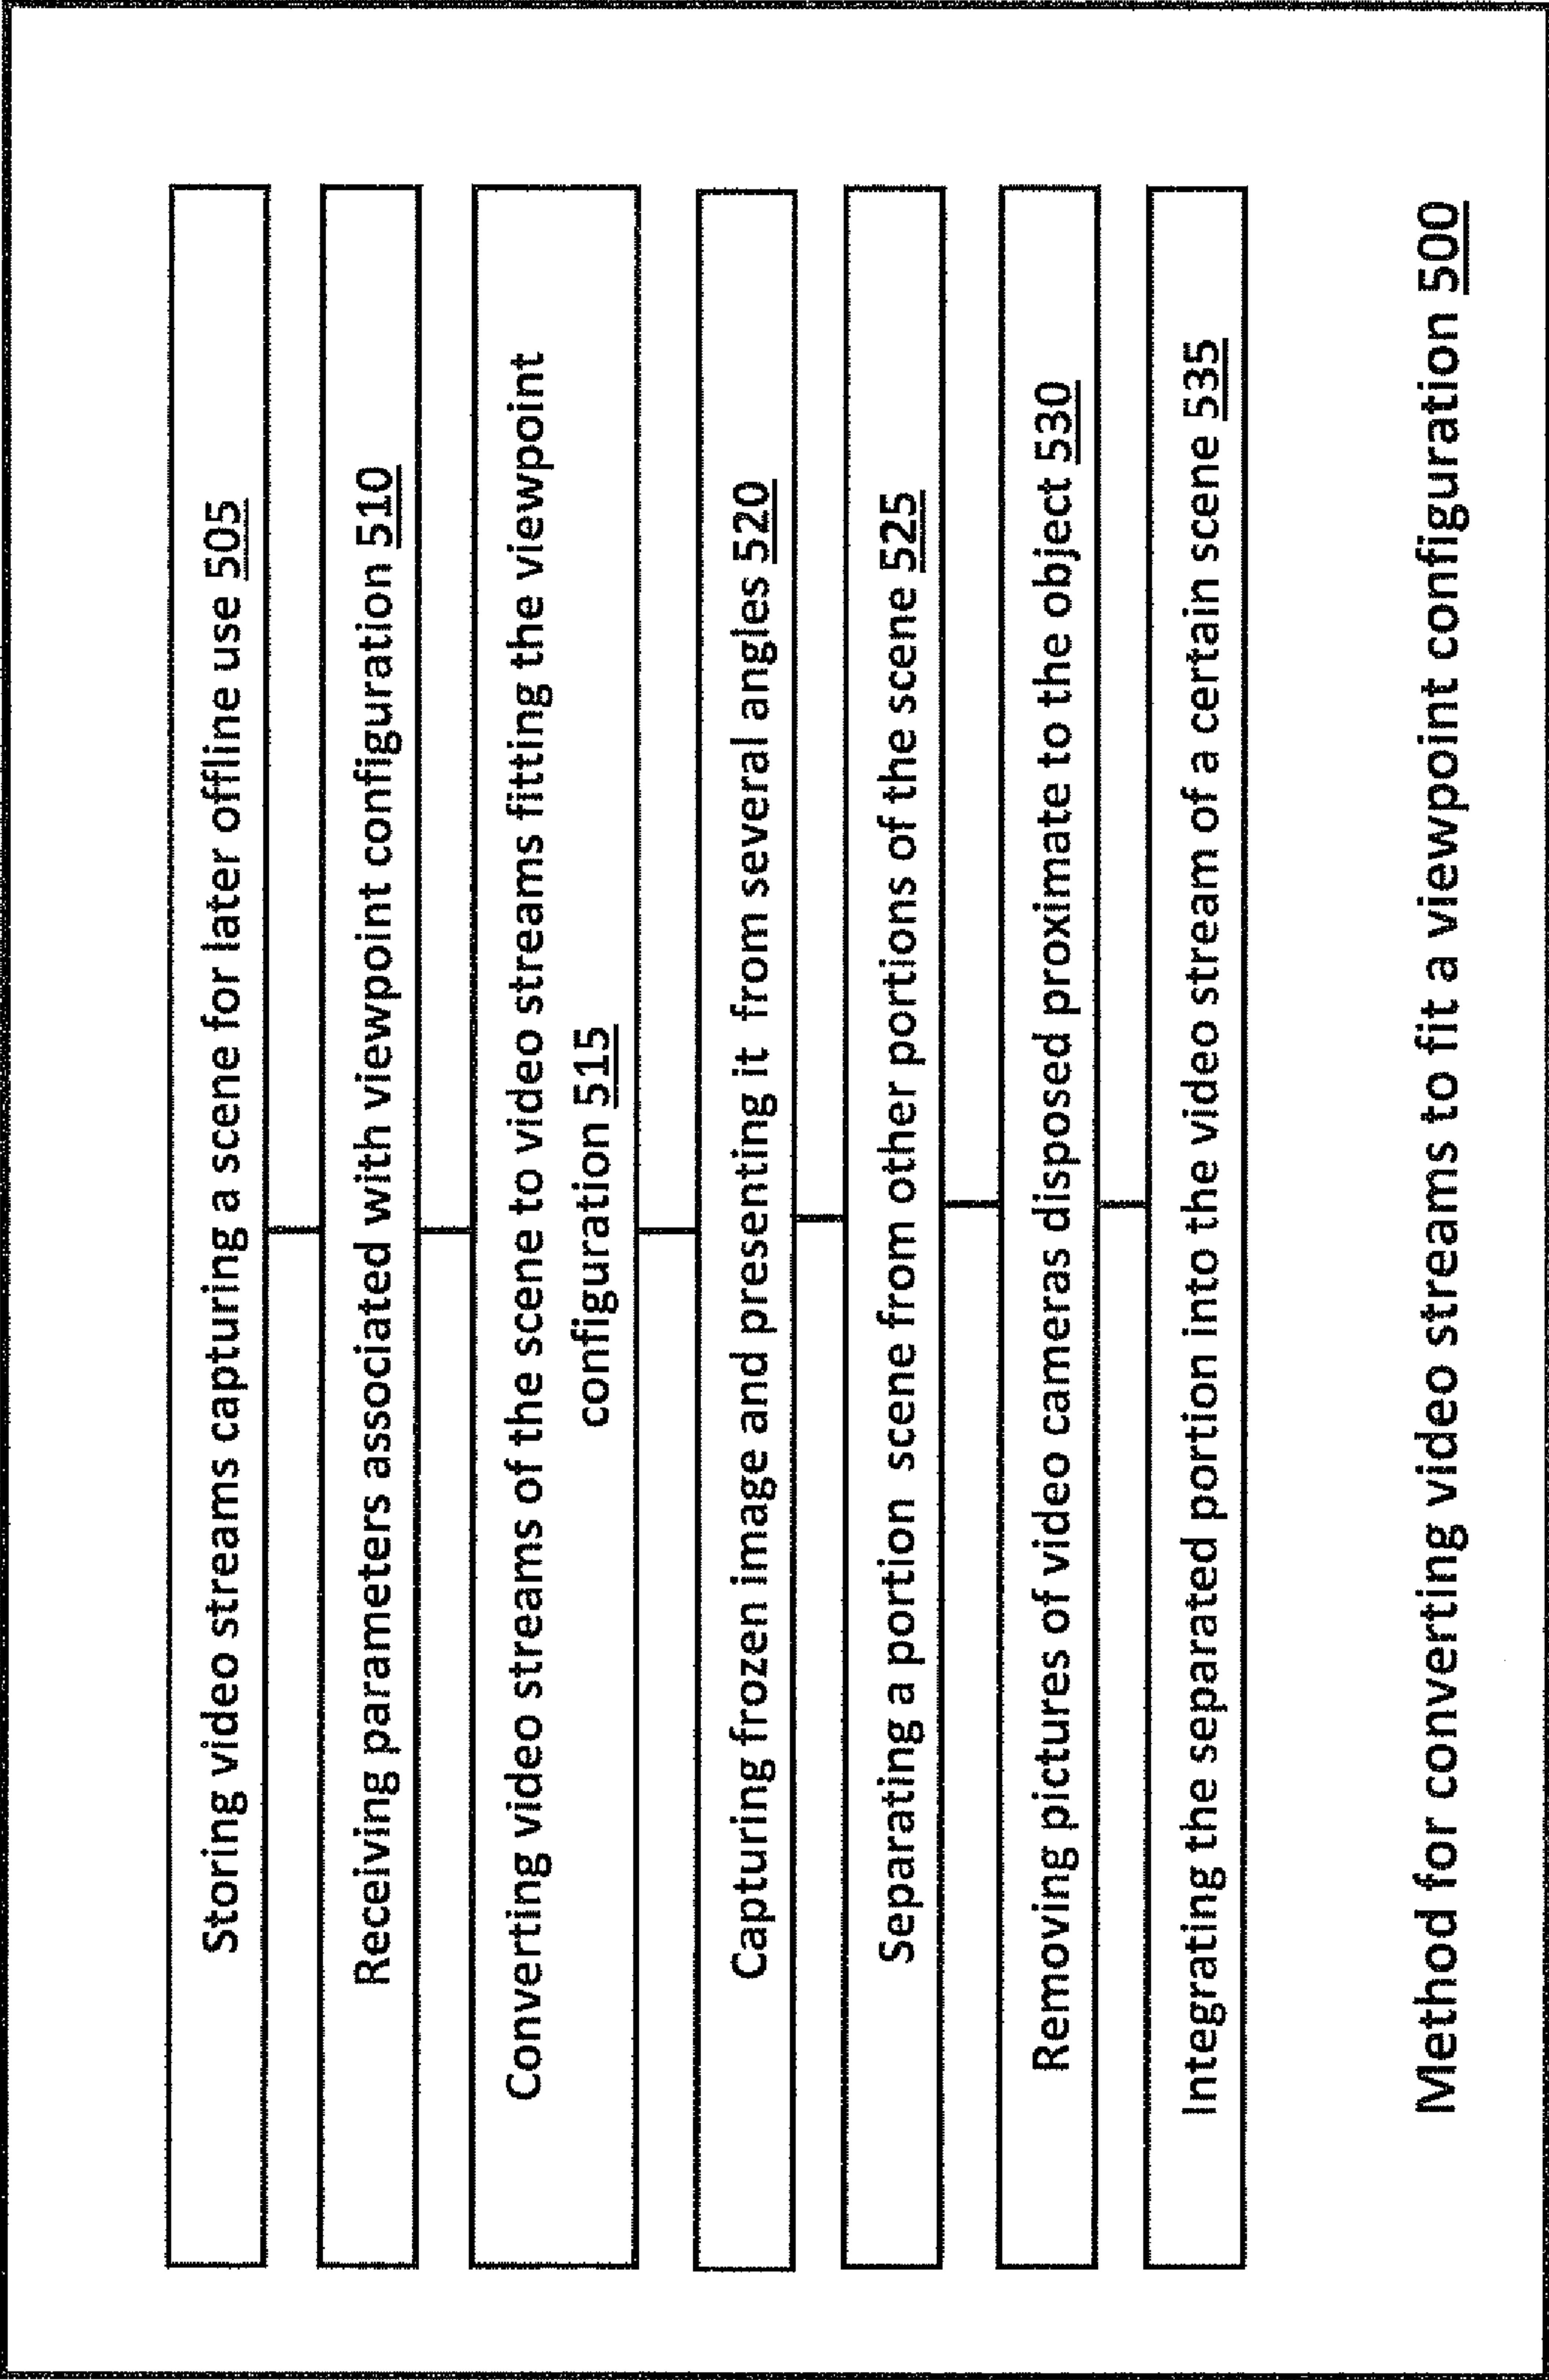 Storing video streams capturing a scene for later offline use 505
Receiving parameters associated with viewpoint configuration 510
Converting video streams of the scene to video streams fitting the viewpoint
configuration 515
Capturing frozen image and presenting it from several angles 520
Separating a portion scene from other portions of the scene 525
Removing pictures of video cameras disposed proximate to the object 530
Integrating the separated portion into the video stream of a certain scene 535
Method for converting video streams to fit a viewpoint configuration 500